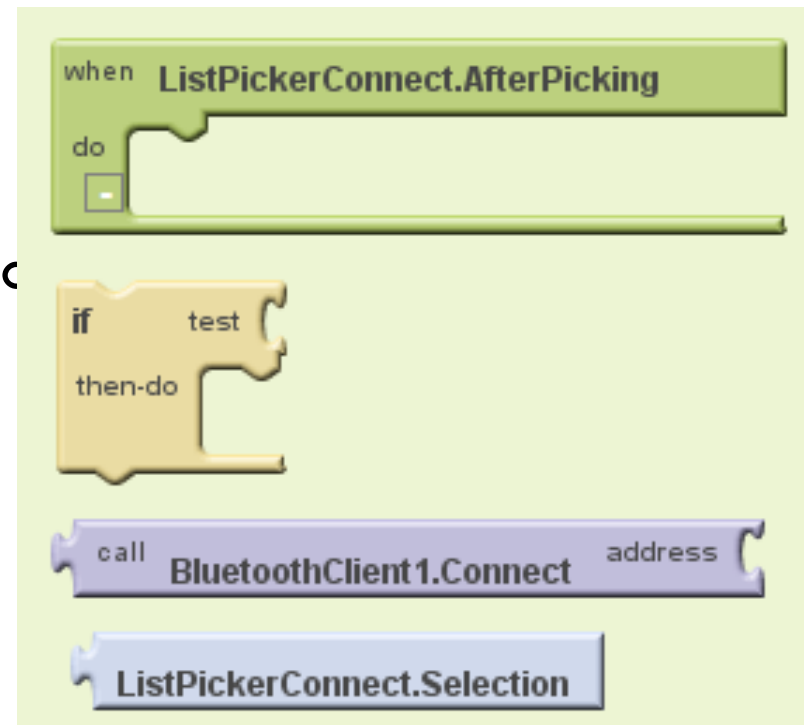 when ListPickerConnect.AfterPicking
do
-
if test
then-do
call BluetoothClient1.Connect address
ListPickerConnect.Selection